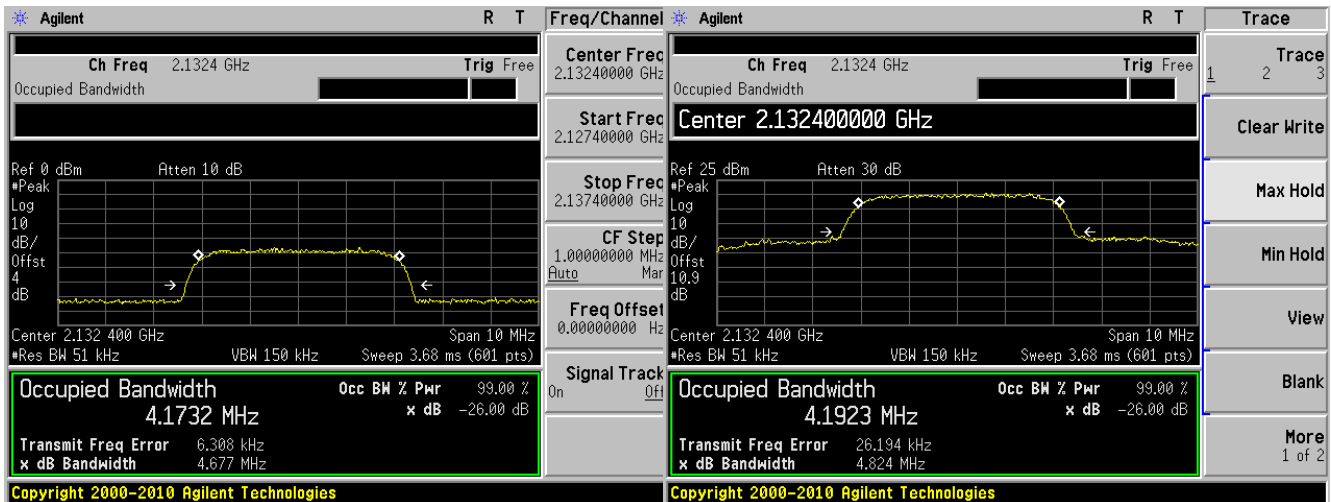 Agilent R T
Ch Freq 2.1324 GHz Trig Free
Occupied Bandwidth
Ref 0 dBm Atten 10 dB
#Peak
Log
10
dB/
Offst
4
dB
Center 2.132 400 GHz Span 10 MHz
#Res BW 51 kHz VBW 150 kHz Sweep 3.68 ms (601 pts)
Occupied Bandwidth Occ BW % Pwr 99.00 %
4.1732 MHz x dB -26.00 dB
Transmit Freq Error 6.308 kHz
x dB Bandwidth 4.677 MHz
Copyright 2000-2010 Agilent Technologies
Freq/Channel
Center Freq
2.13240000 GHz
Start Freq
2.12740000 GHz
Stop Freq
2.13740000 GHz
CF Step
1.00000000 MHz
Auto Man
Freq Offset
0.00000000 Hz
Signal Track
On Off
Agilent R T
Ch Freq 2.1324 GHz Trig Free
Occupied Bandwidth
Center 2.132400000 GHz
Ref 25 dBm Atten 30 dB
#Peak
Log
10
dB/
Offst
10.9
dB
Center 2.132 400 GHz Span 10 MHz
#Res BW 51 kHz VBW 150 kHz Sweep 3.68 ms (601 pts)
Occupied Bandwidth Occ BW % Pwr 99.00 %
4.1923 MHz x dB -26.00 dB
Transmit Freq Error 26.194 kHz
x dB Bandwidth 4.824 MHz
Copyright 2000-2010 Agilent Technologies
Trace
Trace
1 2 3
Clear Write
Max Hold
Min Hold
View
Blank
More
1 of 2